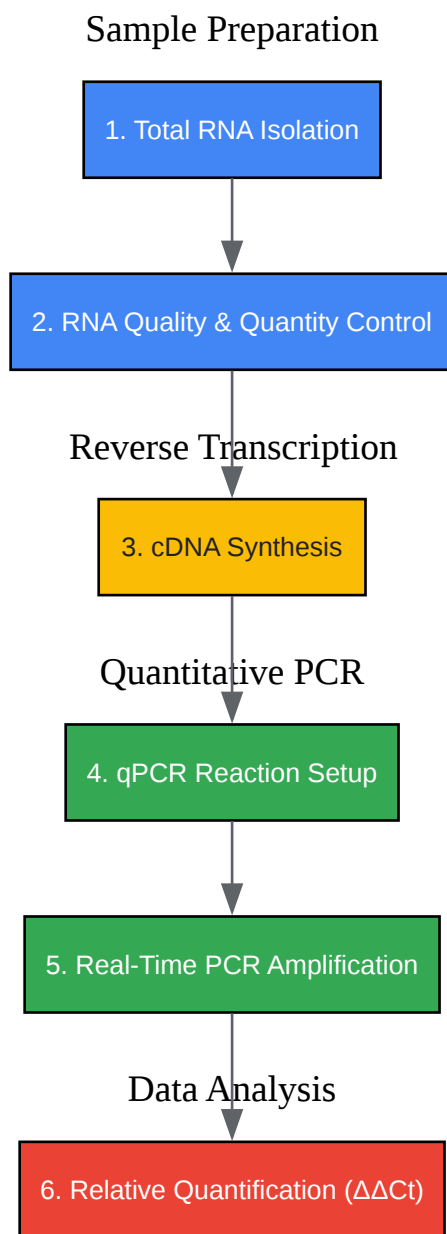 Sample Preparation
1. Total RNA Isolation
2. RNA Quality & Quantity Control
Reverse Transcription
3. cDNA Synthesis
Quantitative PCR
4. qPCR Reaction Setup
5. Real-Time PCR Amplification
Data Analysis
6. Relative Quantification (ΔΔCt)